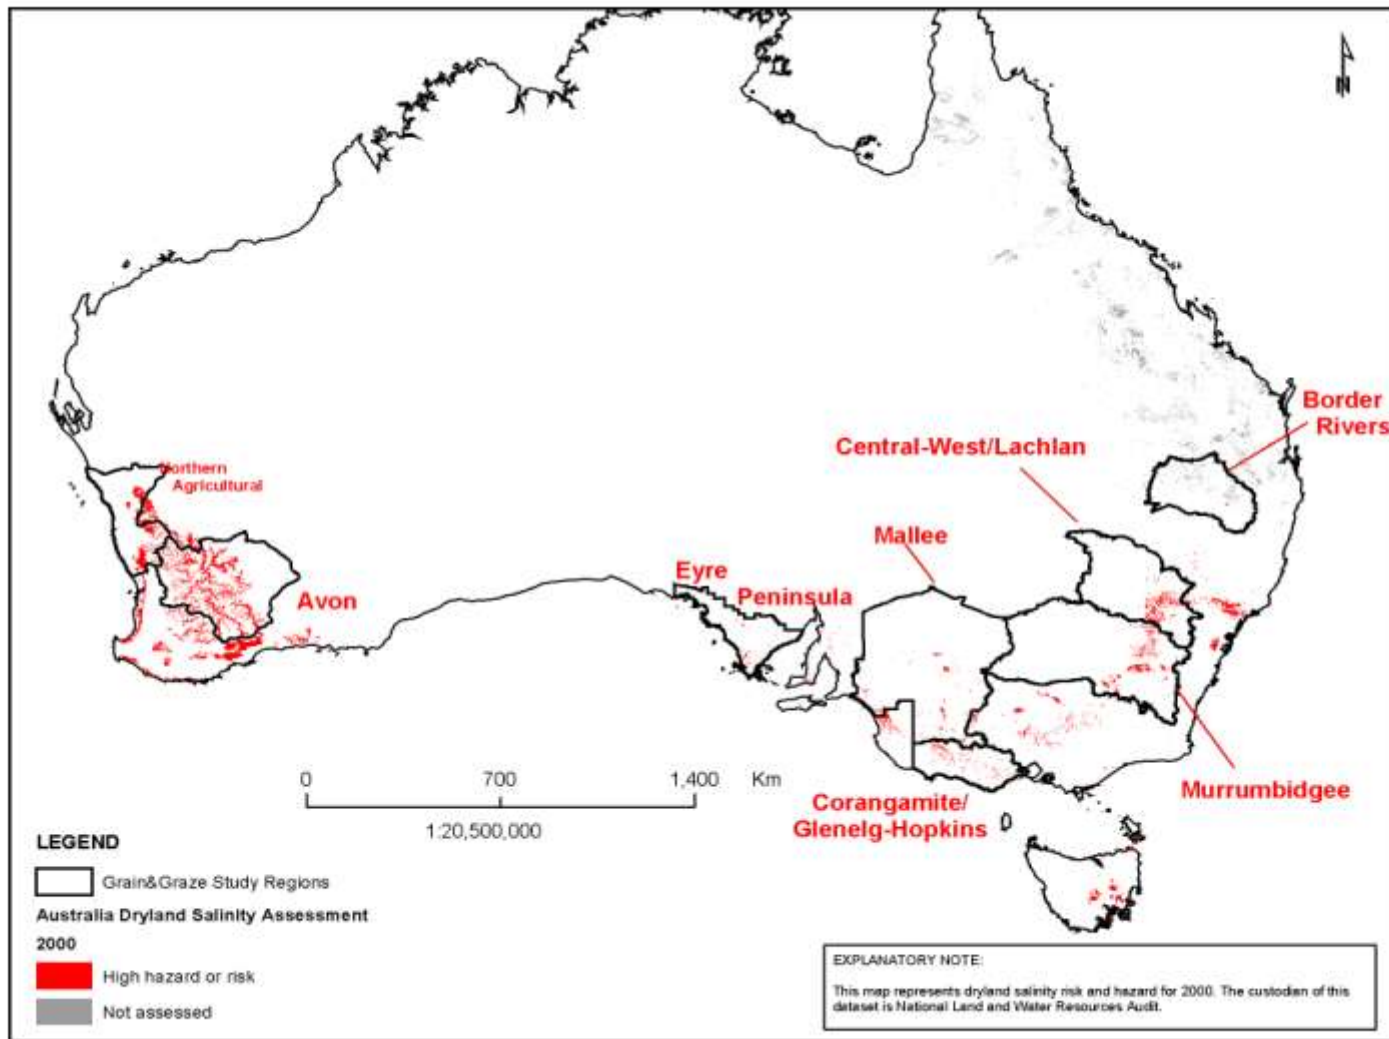 N
Border
Rivers
Central-West/Lachlan
Northern
Agricultural
Mallee
Eyre
Peninsula
Avon
0 700 1,400 Km
1:20,500,000
Murrumbidgee
Corangamite/
Glenelg-Hopkins
LEGEND
Grain&Graze Study Regions
Australia Dryland Salinity Assessment
2000
High hazard or risk
Not assessed
EXPLANATORY NOTE:
This map represents dryland salinity risk and hazard for 2000. The custodian of this
dataset is National Land and Water Resources Audit.